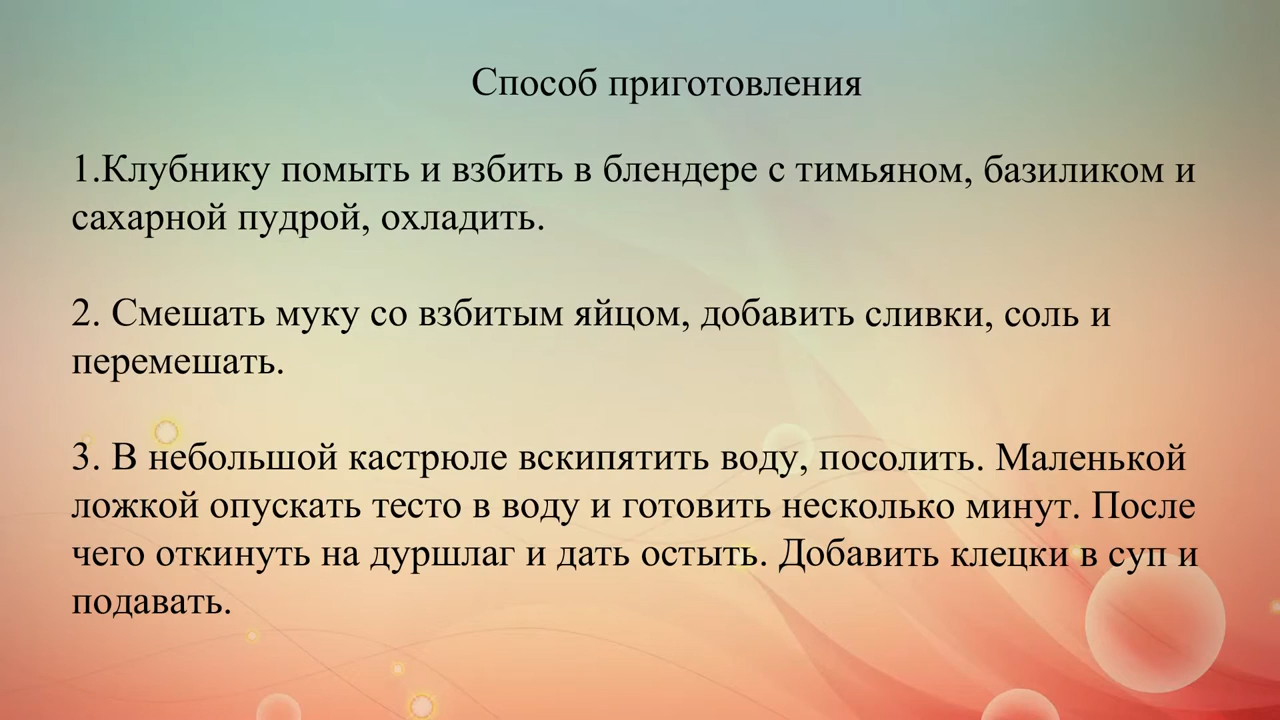 Способ приготовления
1.Клубнику помыть и взбить в блендере с тимьяном, базиликом и
сахарной пудрой, охладить.
2. Смешать муку со взбитым яйцом, добавить сливки, соль и
перемешать.
3. В небольшой кастрюле вскипятить воду, посолить. Маленькой
ложкой опускать тесто в воду и готовить несколько минут. После
чего откинуть на дуршлаг и дать остыть. Добавить клецки в суп и
подавать.